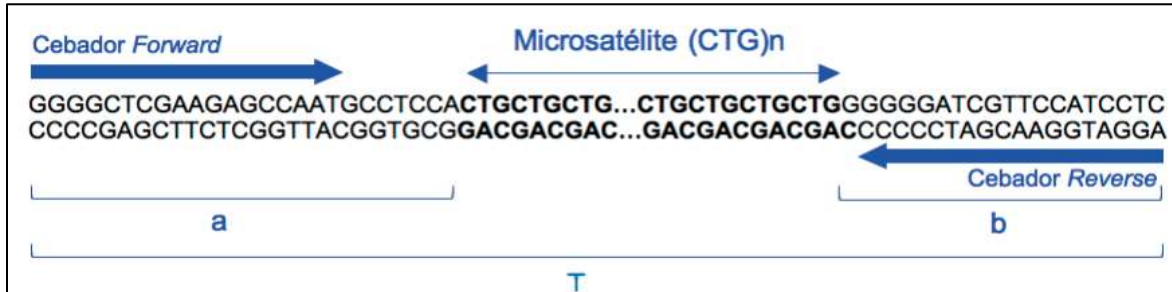 Cebador Forward
Microsatélite (CTG)n
GGGGCTCGAAGAGCCAATGCCTCCACTGCTGCTG...CTGCTGCTGCTGGGGGGATCGTTCCATCCTC
CCCCGAGCTTCTCGGTTACGGTGCGGACGACGAC...GACGACGACGACCCCCCTAGCAAGGTAGGA
Cebador Reverse
a
b
T